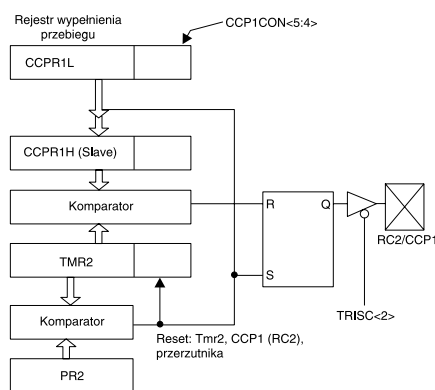 Rejestr wypełnienia
przebiegu
CCP1CON<5:4>
CCPR1L
CCPR1H (Slave)
Komparator
R
Q
TMR2
S
RC2/CCP1
Komparator
Reset: Tmr2, CCP1 (RC2),
przerzutnika
TRISC<2>
PR2